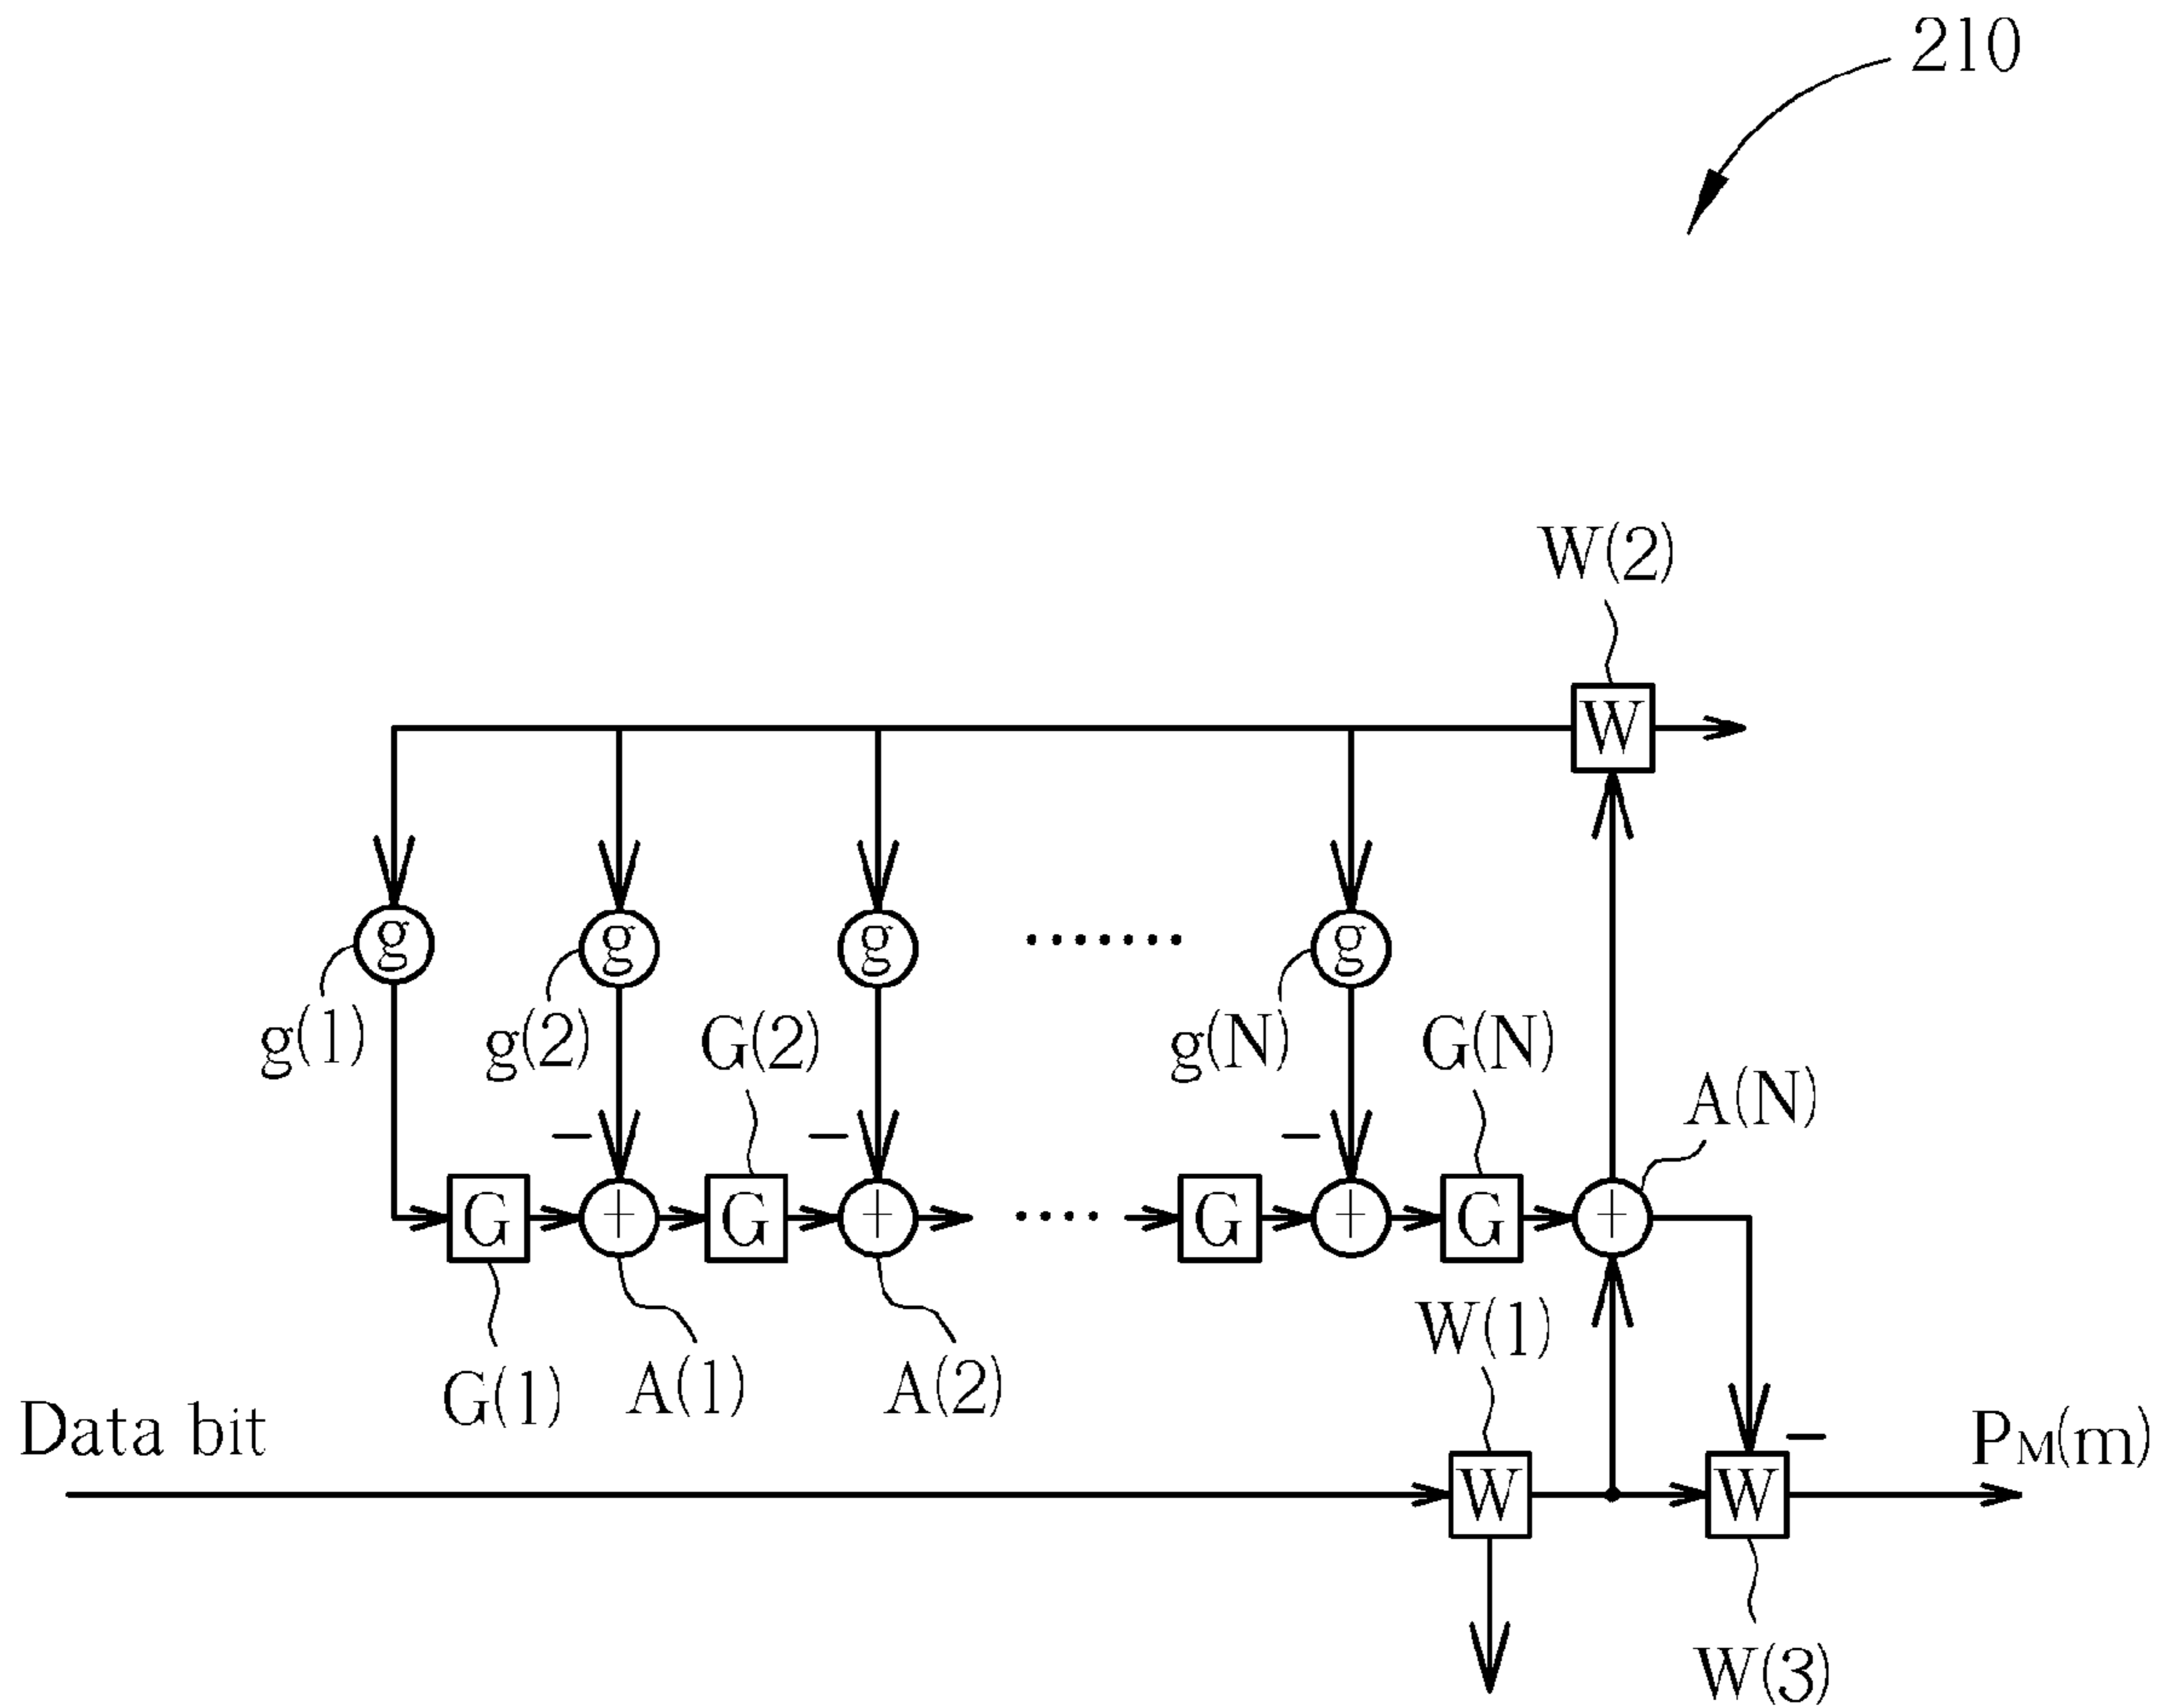 210
W(2)
W
g g g ....... g
g(1) g(2) G(2) g(N) G(N) A(N)
− − −
G + G + .... G + G +
W(1)
G(1) A(1) A(2)
Data bit − PM(m)
W W
W(3)